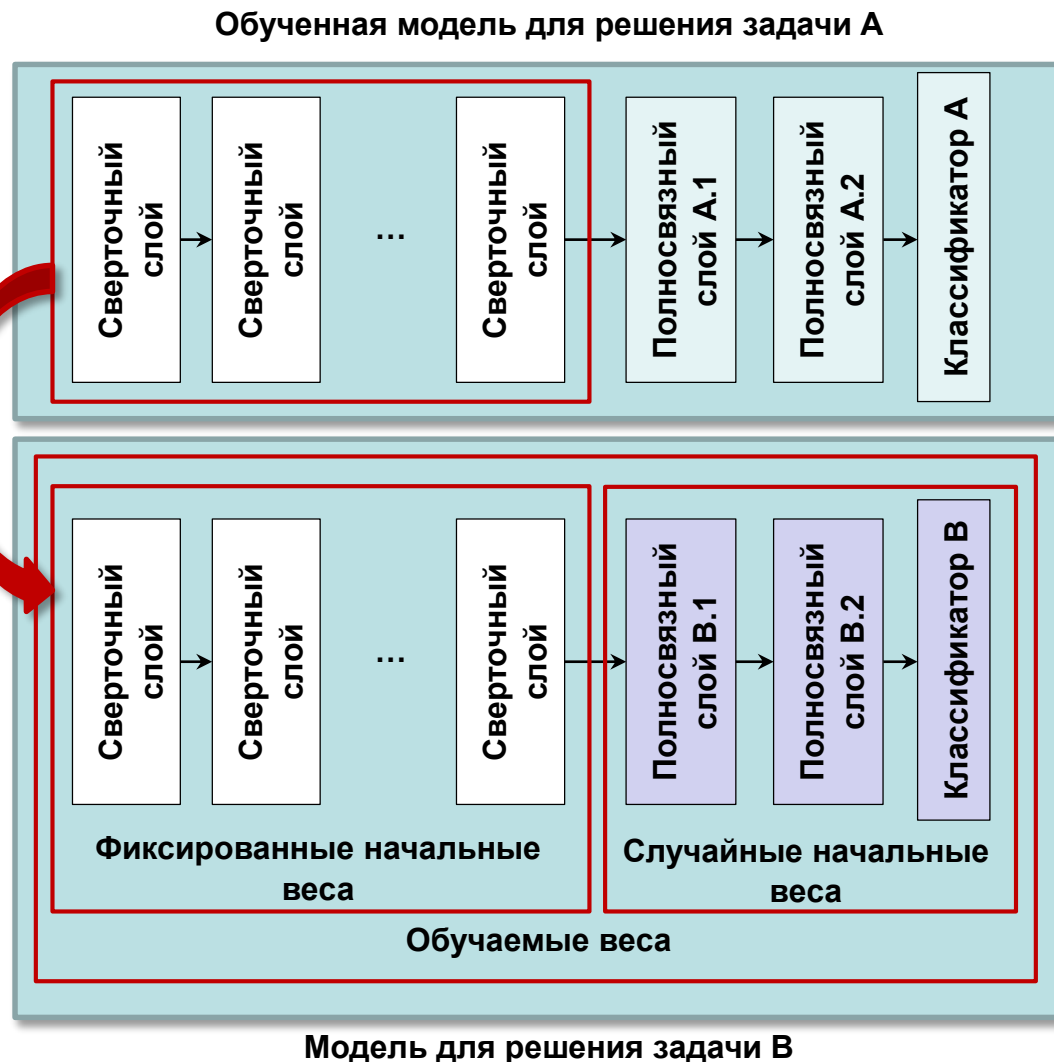 Обученная модель для решения задачи A
Сверточный
слой
Сверточный
слой
...
Сверточный
слой
Полносвязный
слой A.1
Полносвязный
слой A.2
Классификатор A
Сверточный
слой
Сверточный
слой
...
Сверточный
слой
Полносвязный
слой B.1
Полносвязный
слой B.2
Классификатор B
Фиксированные начальные
веса
Случайные начальные
веса
Обучаемые веса
Модель для решения задачи B